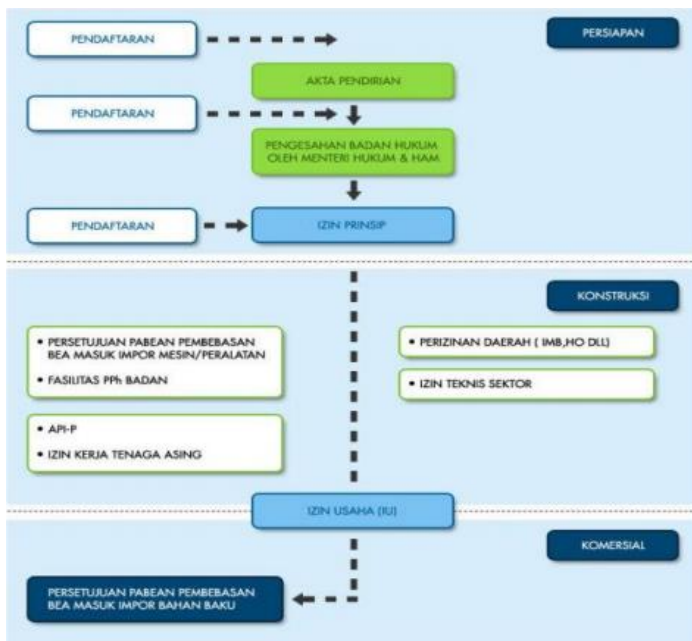 PENDAFTARAN
PERSIAPAN
AKTA PENDIRIAN
PENDAFTARAN
PENGESAHAN BADAN HUKUM
OLEH MENTERI HUKUM & HAM
PENDAFTARAN
IZIN PRINSIP
KONSTRUKSI
• PERSETUJUAN PABEAN PEMBEBASAN
BEA MASUK IMPOR MESIN/PERALATAN
• FASILITAS PPh BADAN
• API-P
• IZIN KERJA TENAGA ASING
• PERIZINAN DAERAH ( IMB,HO DLL)
• IZIN TEKNIS SEKTOR
IZIN USAHA (IU)
KOMERSIAL
PERSETUJUAN PABEAN PEMBEBASAN
BEA MASUK IMPOR BAHAN BAKU